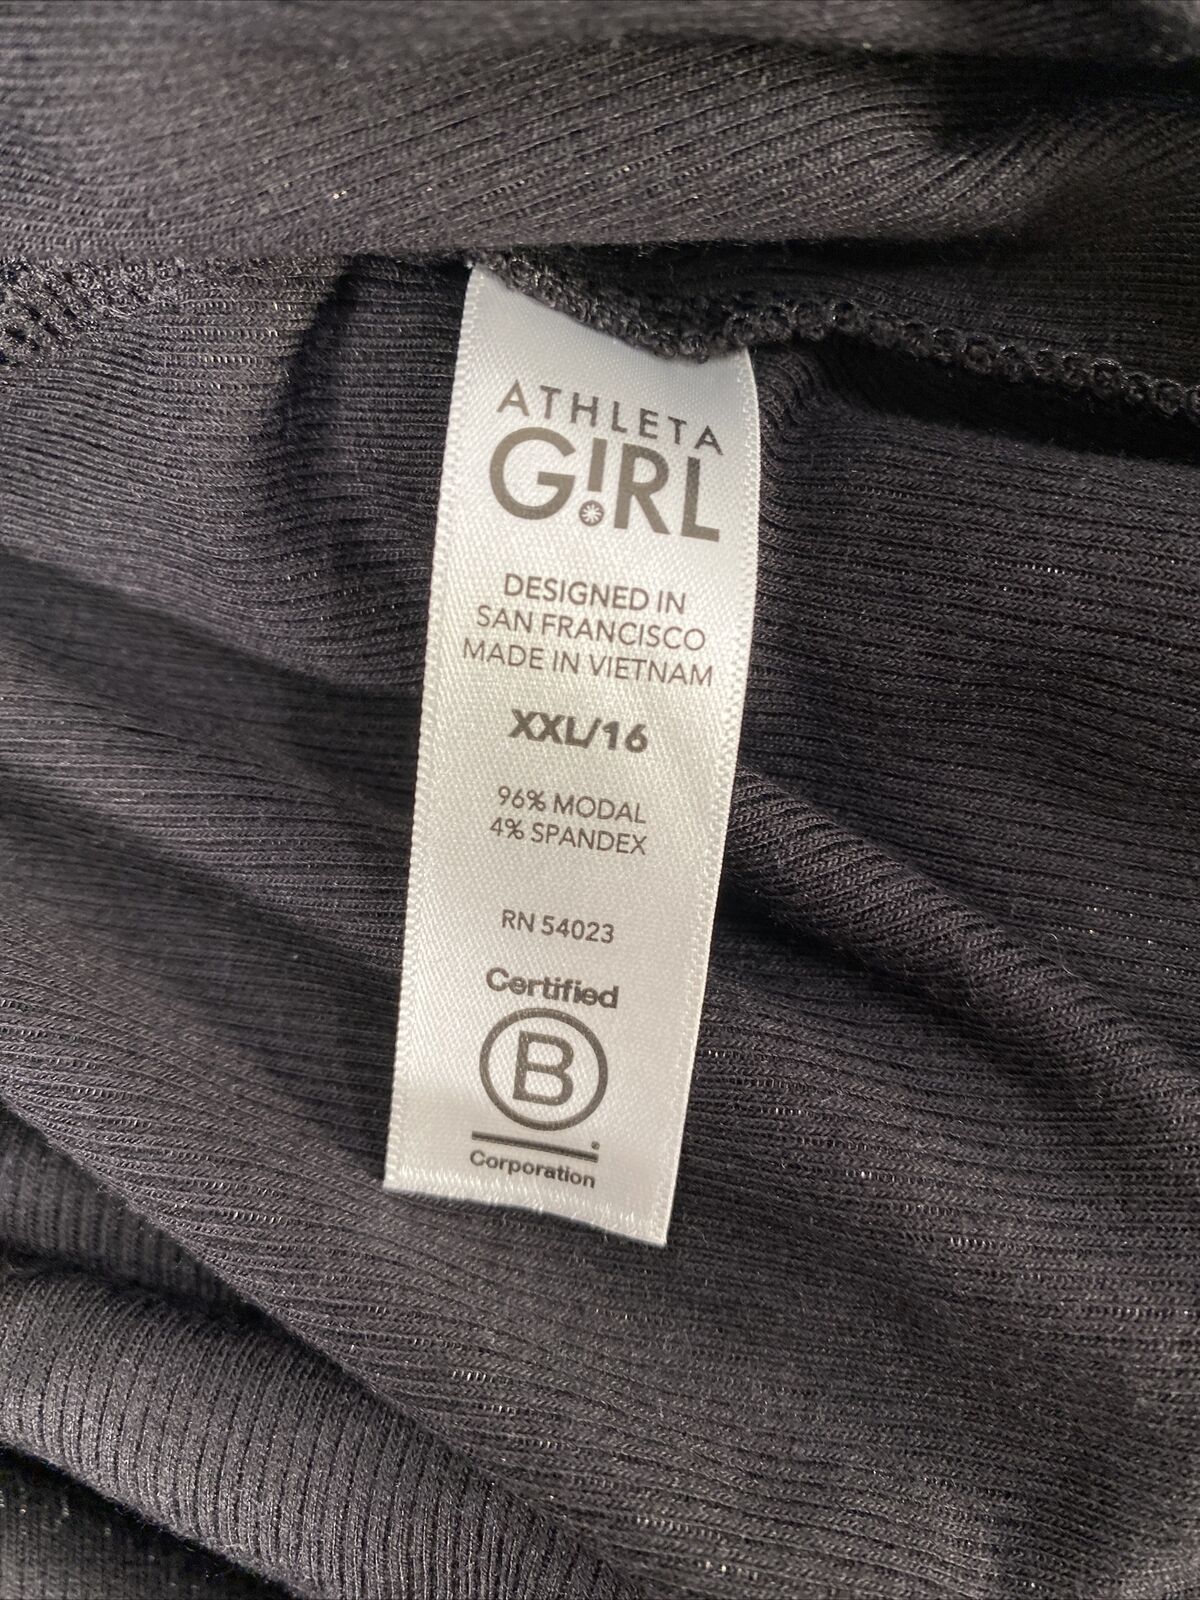 ATHLETA
G!RL
DESIGNED IN
SAN FRANCISCO
MADE IN VIETNAM
XXL/16
96% MODAL
4% SPANDEX
RN 54023
Certified
B
Corporation